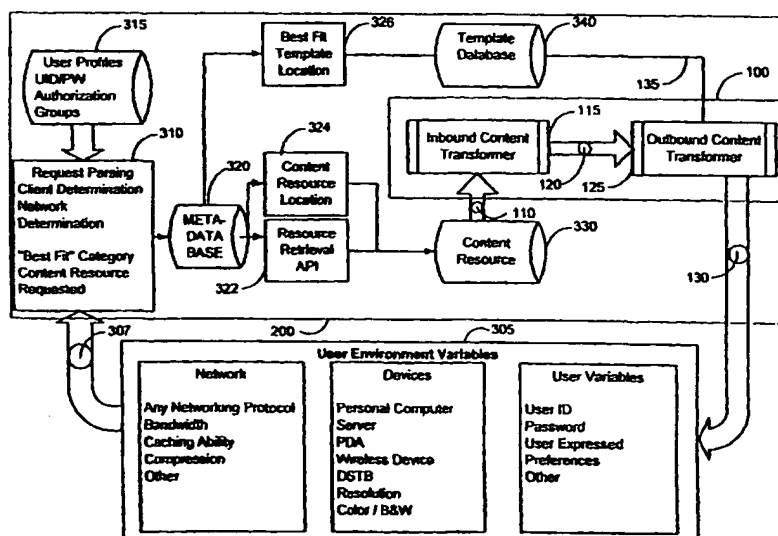 315
User Profiles
UID/PW
Authorization
Groups
310
Request Parsing
Client Determination
Network
Determination
"Best Fit" Category
Content Resource
Requested
320
META-
DATA
BASE
326
Best Fit
Template
Location
324
Content
Resource
Location
Resource
Retrieval
API
322
340
Template
Database
135
100
115
Inbound Content
Transformer
120
Outbound Content
Transformer
125
110
Content
Resource
330
130
307
200
305
User Environment Variables
Network
Any Networking Protocol
Bandwidth
Caching Ability
Compression
Other
Devices
Personal Computer
Server
PDA
Wireless Device
DSTB
Resolution
Color / B&W
User Variables
User ID
Password
User Expressed
Preferences
Other